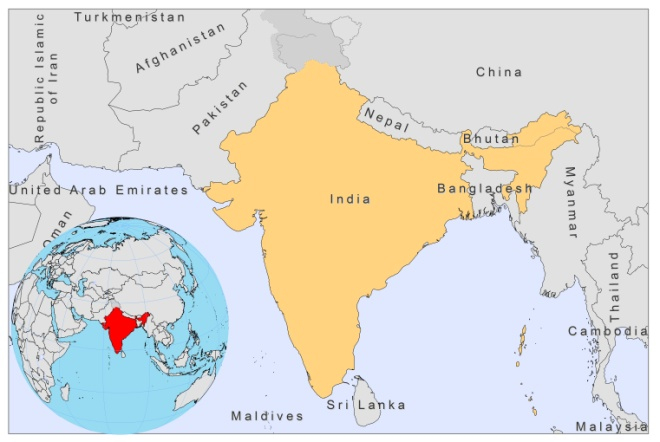 Turkmenistan
Afghanistan
Republic Islamic
of Iran
Pakistan
China
Nepal
Bhutan
United Arab Emirates
India
Bangladesh
Myanmar
Oman
Thailand
Cambodia
Sri Lanka
Maldives
Malaysia